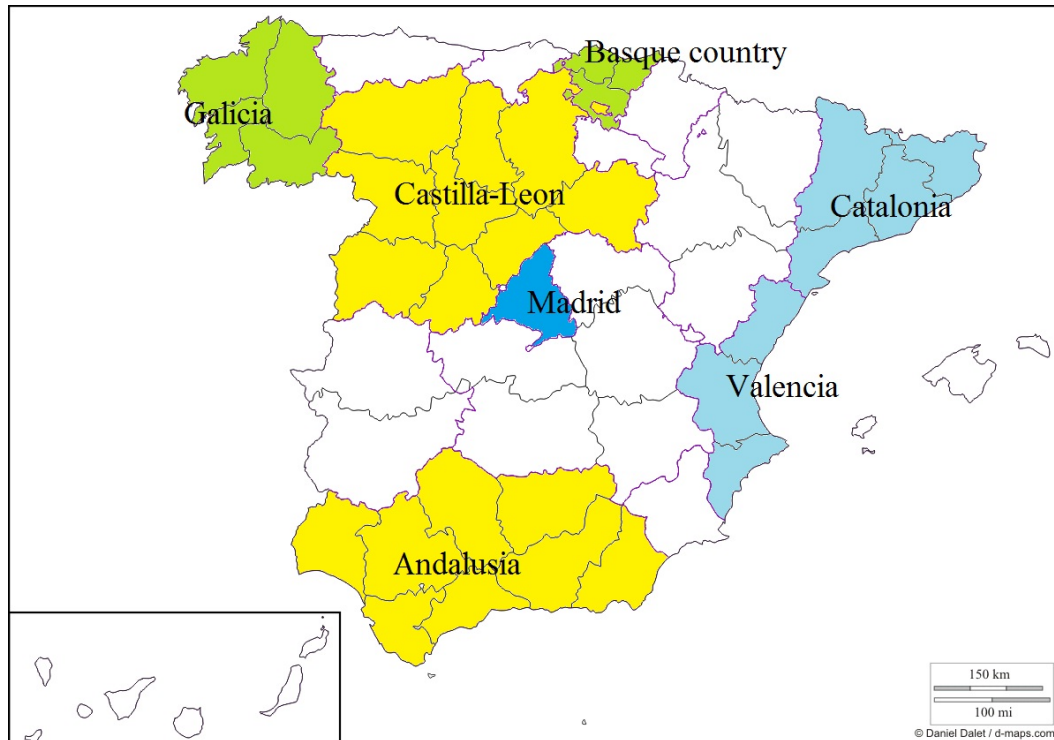 Basque country
Galicia
Castilla-Leon
Catalonia
Madrid
Valencia
Andalusia
150 km
100 mi
© Daniel Dalet / d-maps.com